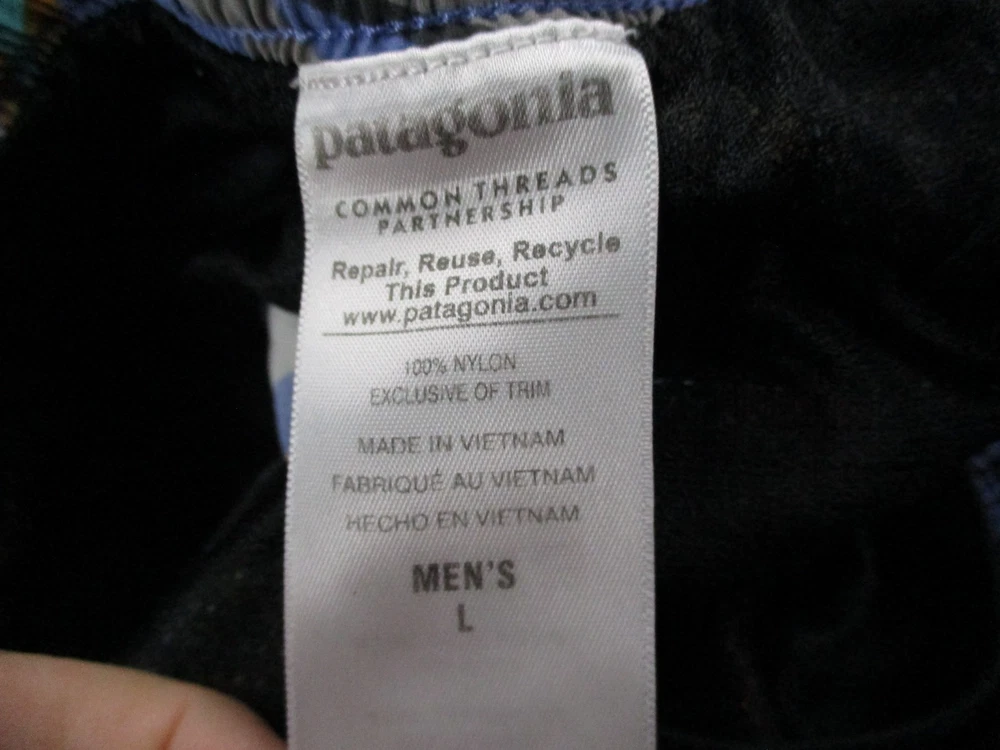 patagonia
COMMON THREADS
PARTNERSHIP
Repair, Reuse, Recycle
This Product
www.patagonia.com
100% NYLON
EXCLUSIVE OF TRIM
MADE IN VIETNAM
FABRIQUÉ AU VIETNAM
HECHO EN VIETNAM
MEN'S
L